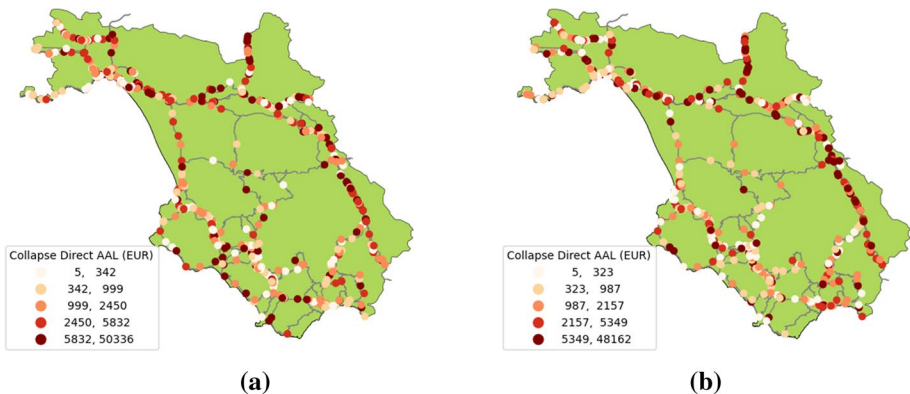 Collapse Direct AAL (EUR)
5, 342
342, 999
999, 2450
2450, 5832
5832, 50336
(a)
Collapse Direct AAL (EUR)
5, 323
323, 987
987, 2157
2157, 5349
5349, 48162
(b)